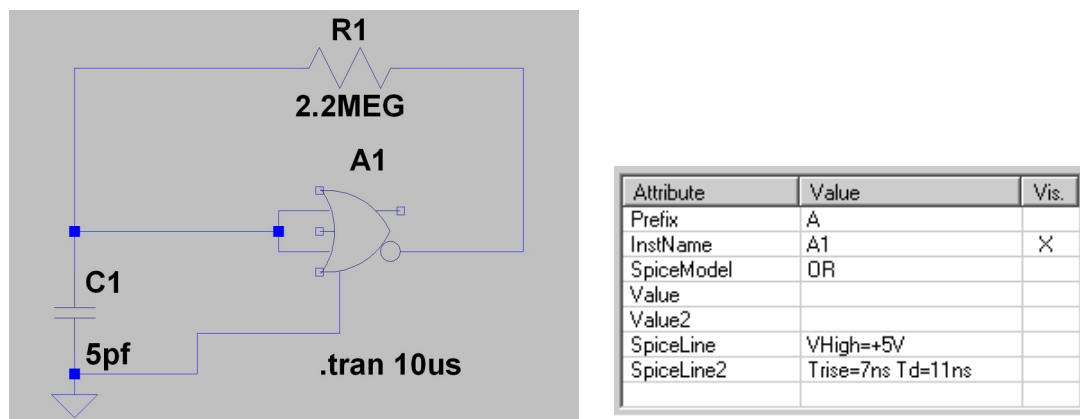 R1
2.2MEG
A1
C1
5pf
.tran 10us
Attribute Value Vis.
Prefix A
InstName A1 X
SpiceModel OR
Value
Value2
SpiceLine VHigh=+5V
SpiceLine2 Trise=7ns Td=11ns